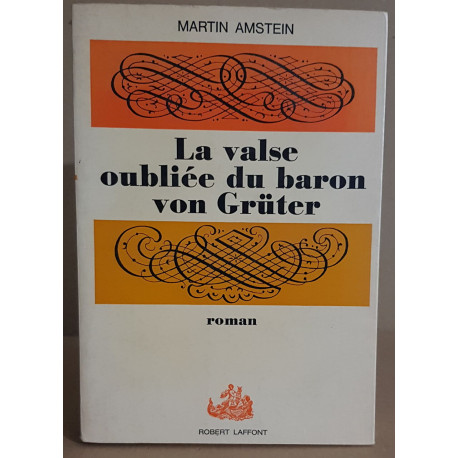 MARTIN AMSTEIN
La valse
oubliée du baron
von Grüter
roman
ROBERT LAFFONT